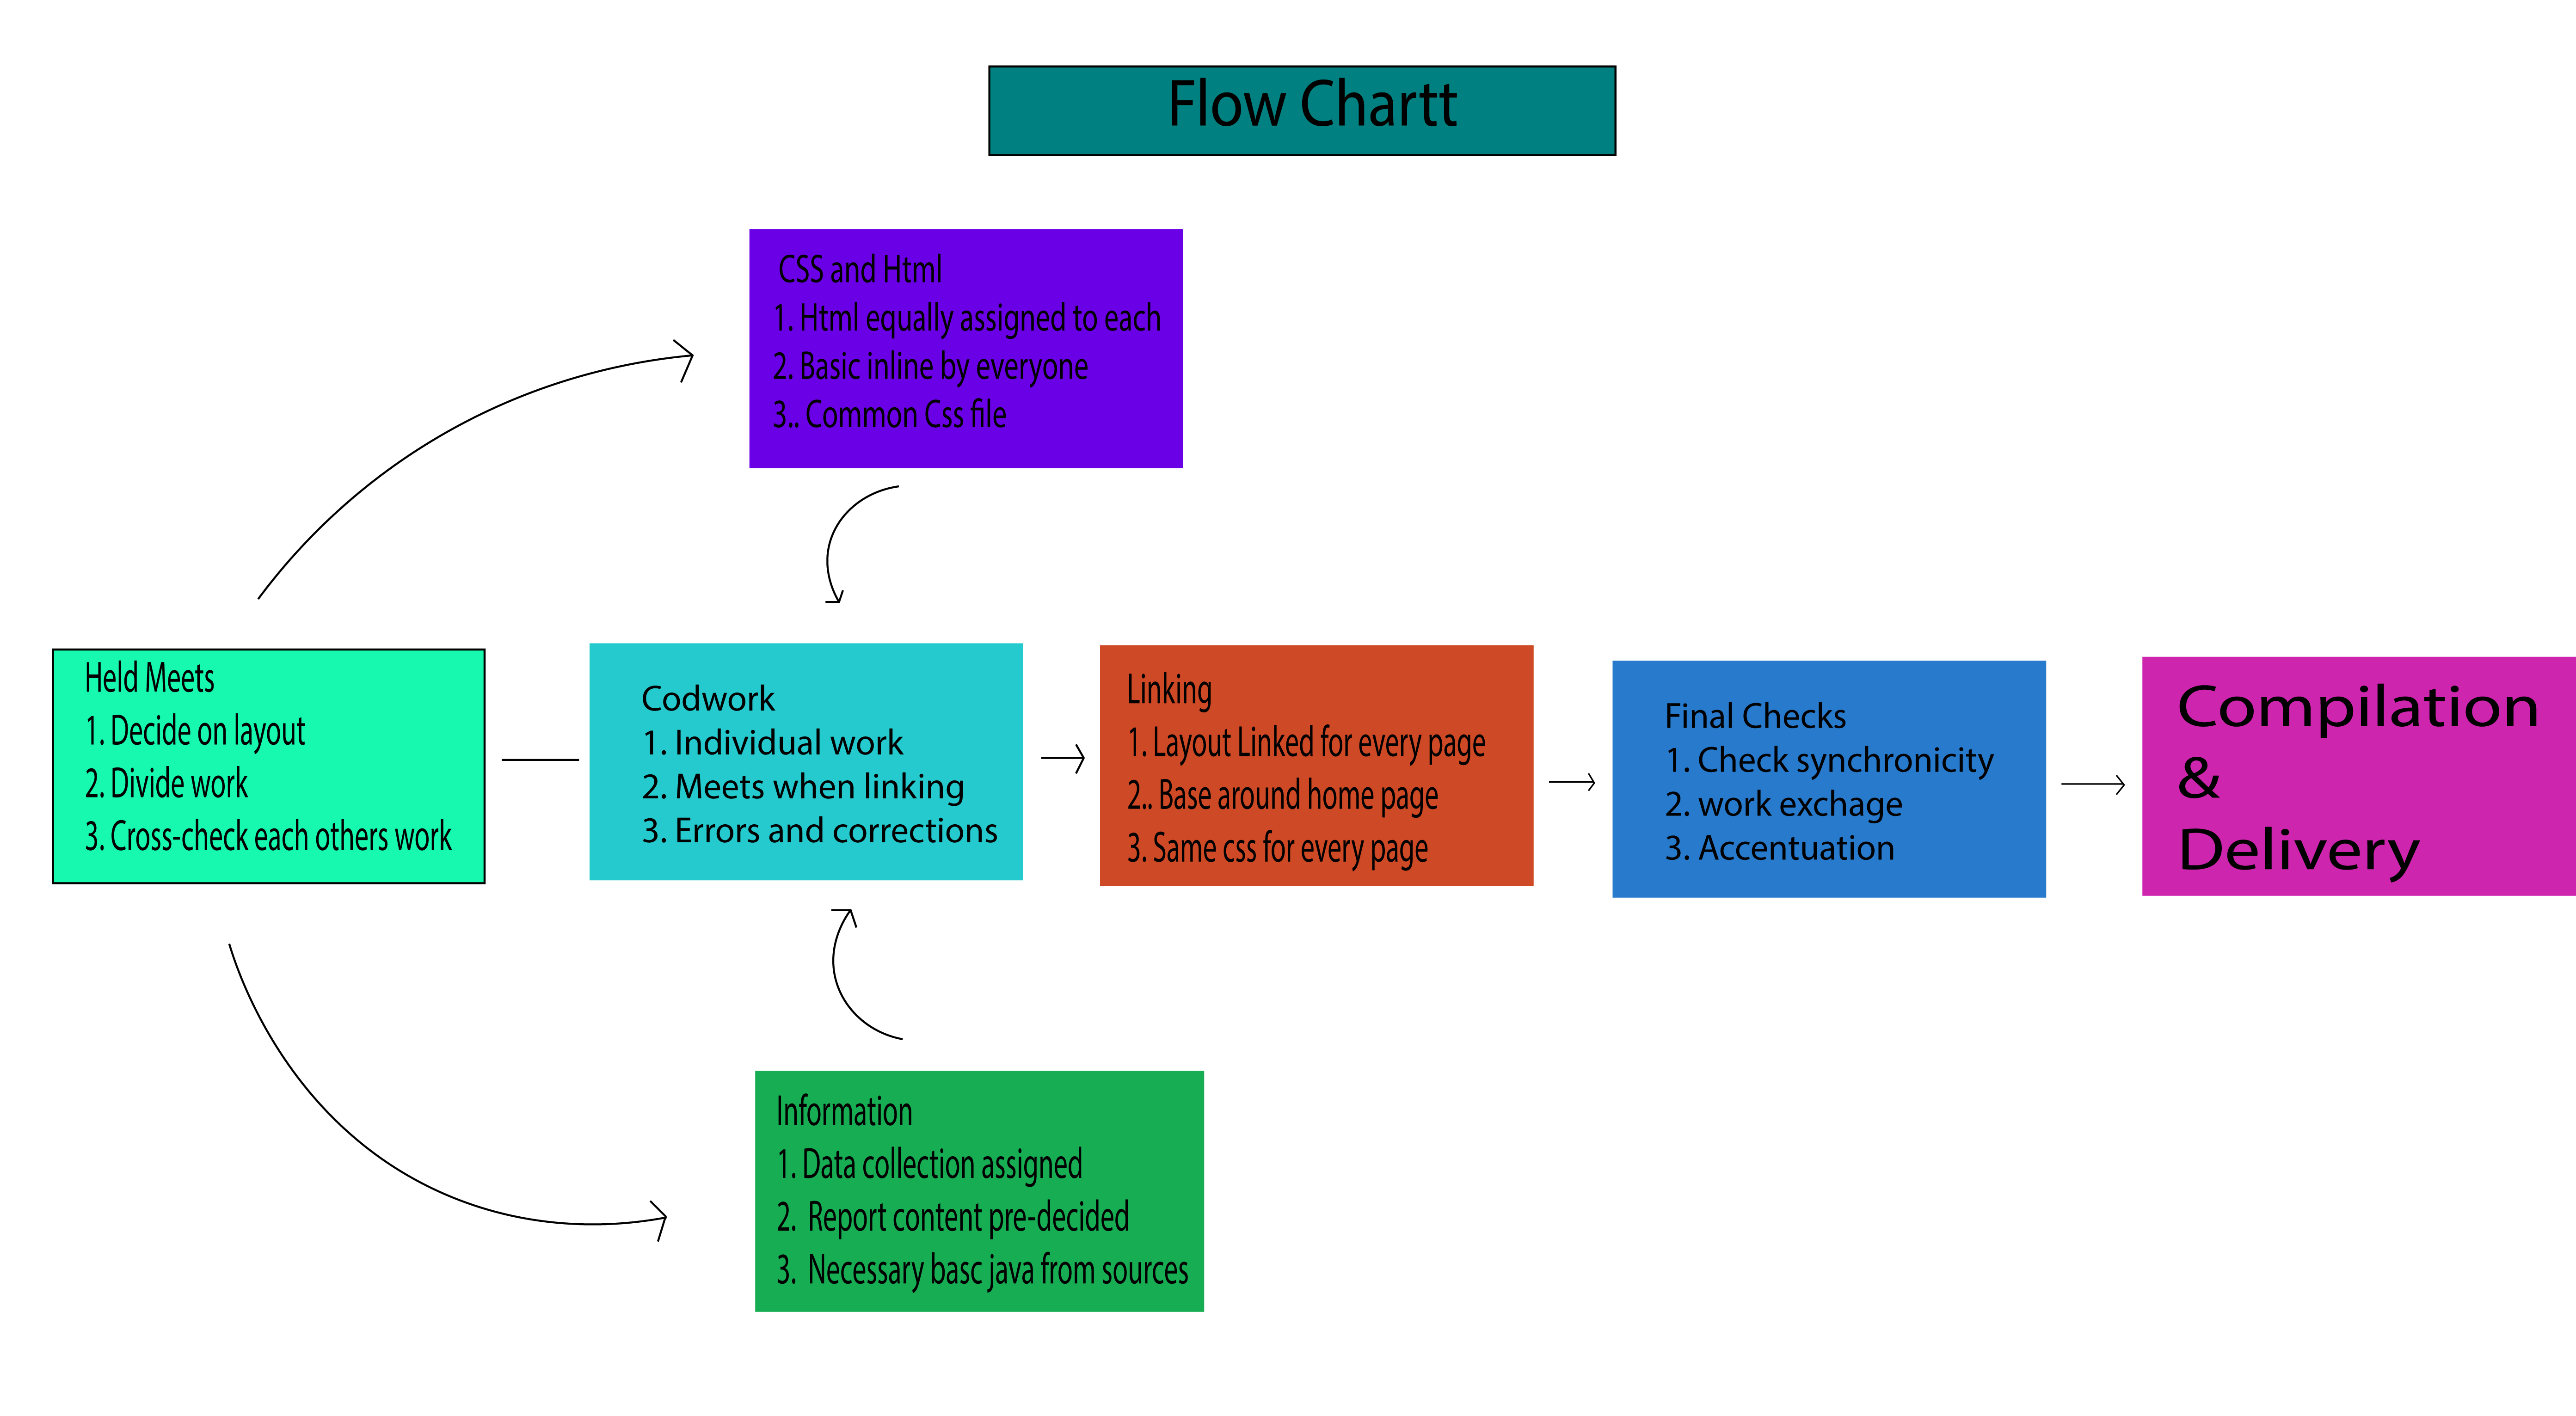 Flow Chartt
CSS and Html
1. Html equally assigned to each
2. Basic inline by everyone
3.. Common Css file
Held Meets
1. Decide on layout
2. Divide work
3. Cross-check each others work
Codwork
1. Individual work
2. Meets when linking
3. Errors and corrections
Linking
1. Layout Linked for every page
2.. Base around home page
3. Same css for every page
Final Checks
1. Check synchronicity
2. work exchage
3. Accentuation
Compilation
&
Delivery
Information
1. Data collection assigned
2. Report content pre-decided
3. Necessary basc java from sources